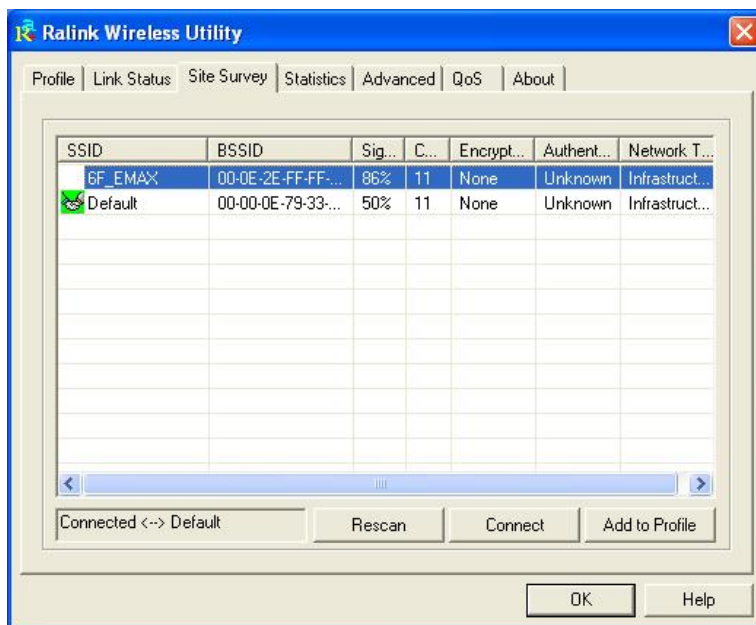 Ralink Wireless Utility
Profile Link Status Site Survey Statistics Advanced QoS About
SSID BSSID Sig... C... Encrypt... Authent... Network T...
6F_EMAX 00-0E-2E-FF-FF-... 86% 11 None Unknown Infrastruct...
Default 00-00-0E-79-33-... 50% 11 None Unknown Infrastruct...
Connected <--> Default Rescan Connect Add to Profile
OK Help